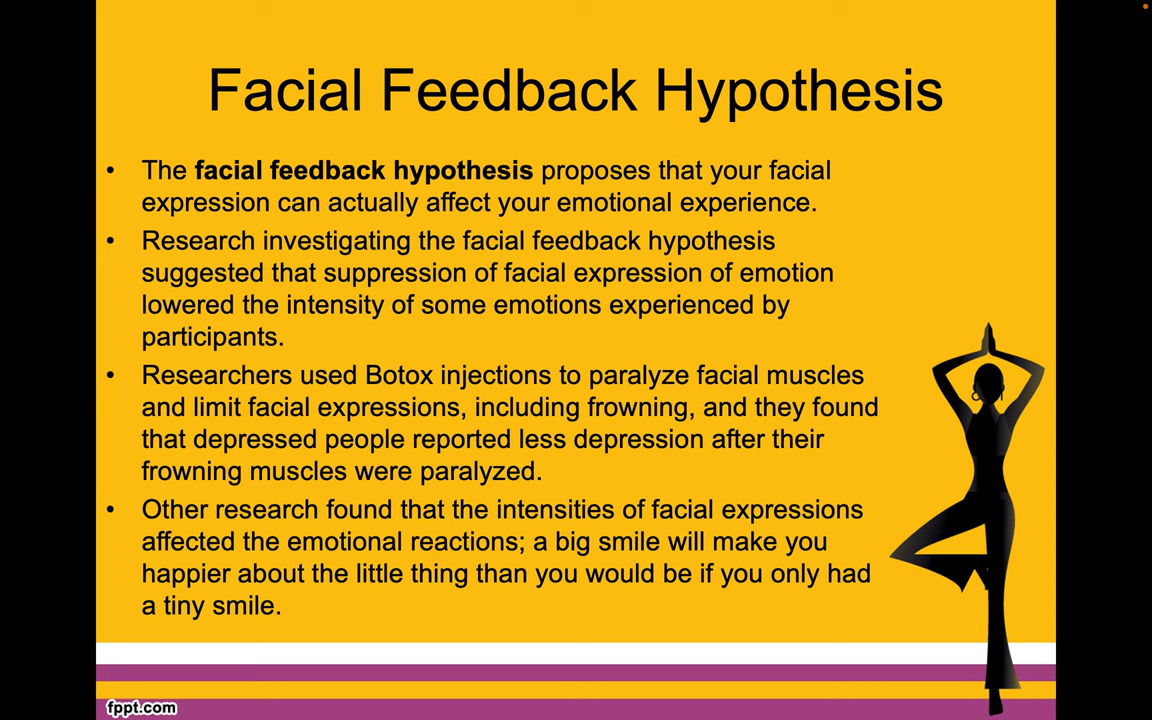 Facial Feedback Hypothesis
• The facial feedback hypothesis proposes that your facial
expression can actually affect your emotional experience.
• Research investigating the facial feedback hypothesis
suggested that suppression of facial expression of emotion
lowered the intensity of some emotions experienced by
participants.
• Researchers used Botox injections to paralyze facial muscles
and limit facial expressions, including frowning, and they found
that depressed people reported less depression after their
frowning muscles were paralyzed.
• Other research found that the intensities of facial expressions
affected the emotional reactions; a big smile will make you
happier about the little thing than you would be if you only had
a tiny smile.
fppt.com